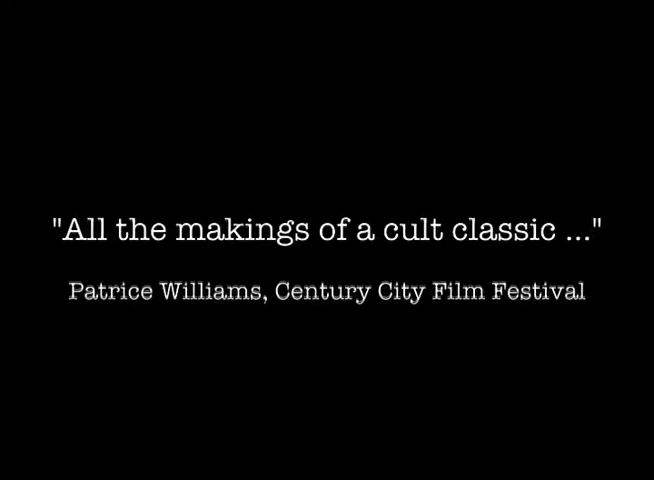 "All the makings of a cult classic ..."
Patrice Williams, Century City Film Festival